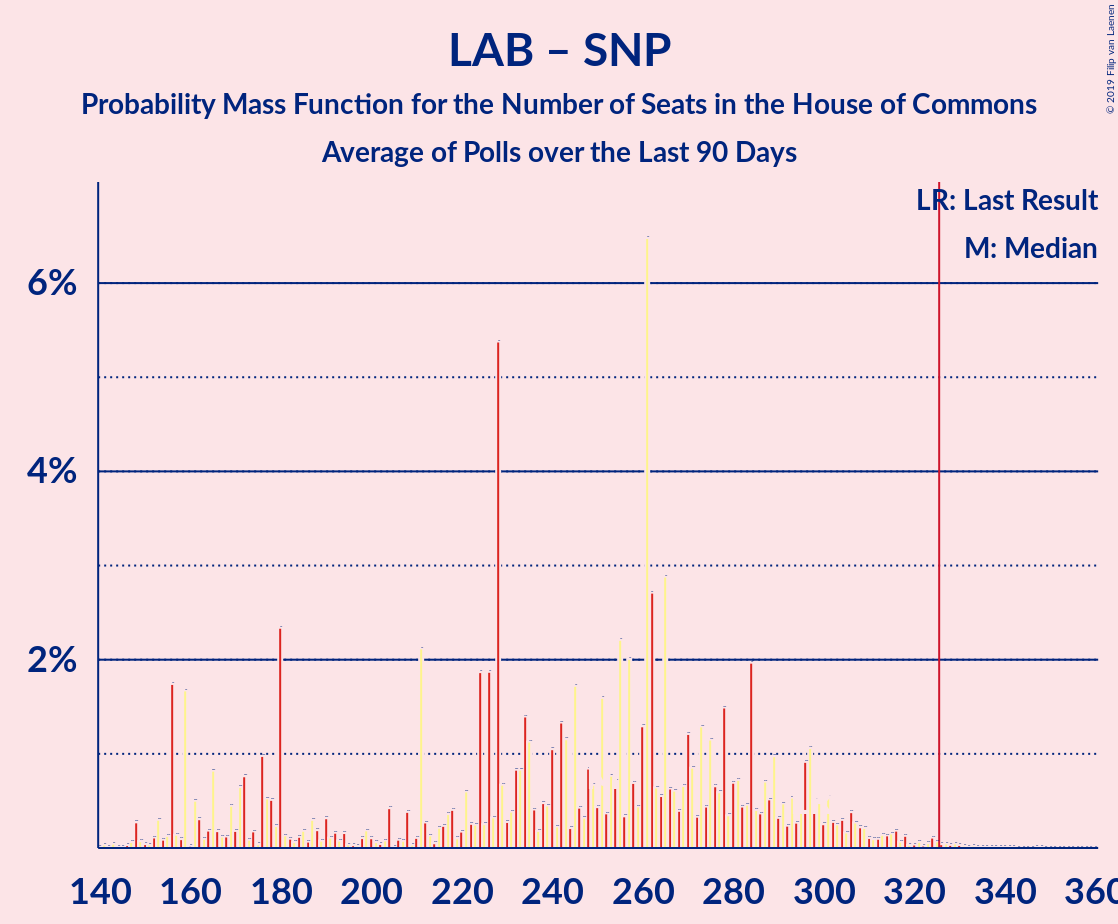 LAB – SNP
Probability Mass Function for the Number of Seats in the House of Commons
Average of Polls over the Last 90 Days
© 2019 Filip van Laenen
LR: Last Result
M: Median
6%
4%
2%
140 160 180 200 220 240 260 280 300 320 340 360